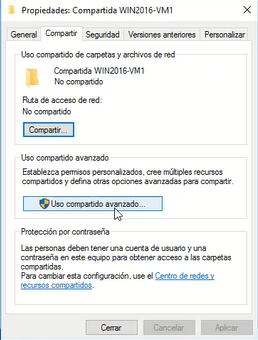 Propiedades: Compartida WIN2016-VM1
General Compartir Seguridad Versiones anteriores Personalizar
Uso compartido de carpetas y archivos de red
Compartida WIN2016-VM1
No compartido
Ruta de acceso de red:
No compartido
Compartir...
Uso compartido avanzado
Establezca permisos personalizados, cree múltiples recursos
compartidos y defina otras opciones avanzadas para compartir.
Uso compartido avanzado...
Protección por contraseña
Las personas deben tener una cuenta de usuario y una
contraseña en este equipo para obtener acceso a las carpetas
compartidas.
Para cambiar esta configuración, use el Centro de redes y
recursos compartidos.
Cerrar Cancelar Aplicar